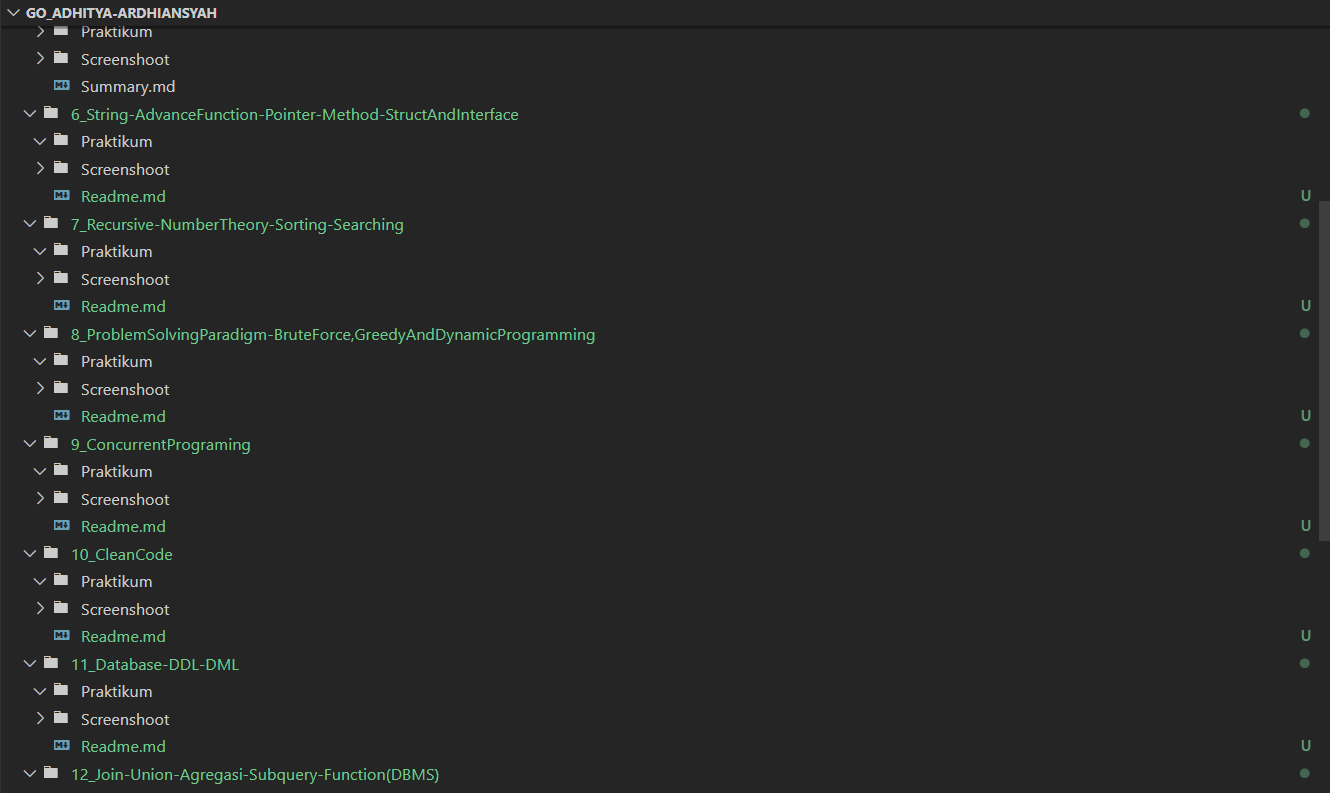 GO_ADHITYA-ARDHIANSYAH
Praktikum
Screenshoot
Summary.md
6_String-AdvanceFunction-Pointer-Method-StructAndInterface
Praktikum
Screenshoot
Readme.md U
7_Recursive-NumberTheory-Sorting-Searching
Praktikum
Screenshoot
Readme.md U
8_ProblemSolvingParadigm-BruteForce,GreedyAndDynamicProgramming
Praktikum
Screenshoot
Readme.md U
9_ConcurrentPrograming
Praktikum
Screenshoot
Readme.md U
10_CleanCode
Praktikum
Screenshoot
Readme.md U
11_Database-DDL-DML
Praktikum
Screenshoot
Readme.md U
12_Join-Union-Agregasi-Subquery-Function(DBMS)